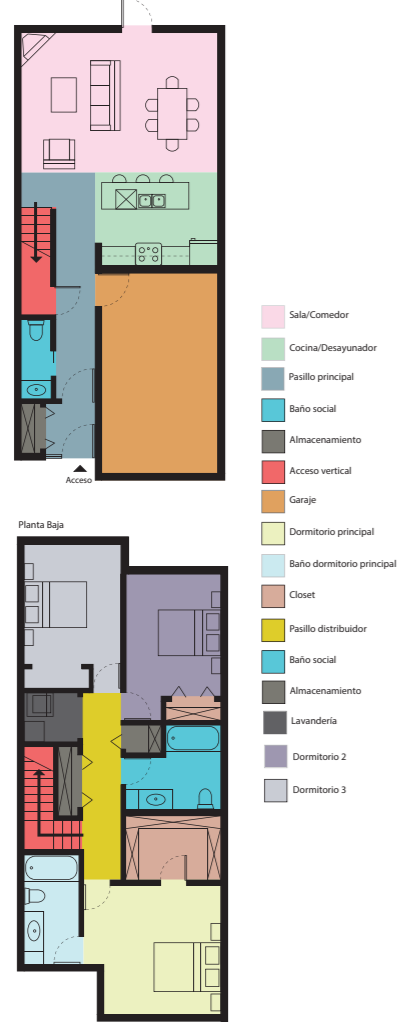 Sala/Comedor
Cocina/Desayunador
Pasillo principal
Baño social
Almacenamiento
Acceso vertical
Acceso
Garaje
Planta Baja
Dormitorio principal
Baño dormitorio principal
Closet
Pasillo distribuidor
Baño social
Almacenamiento
Lavandería
Dormitorio 2
Dormitorio 3